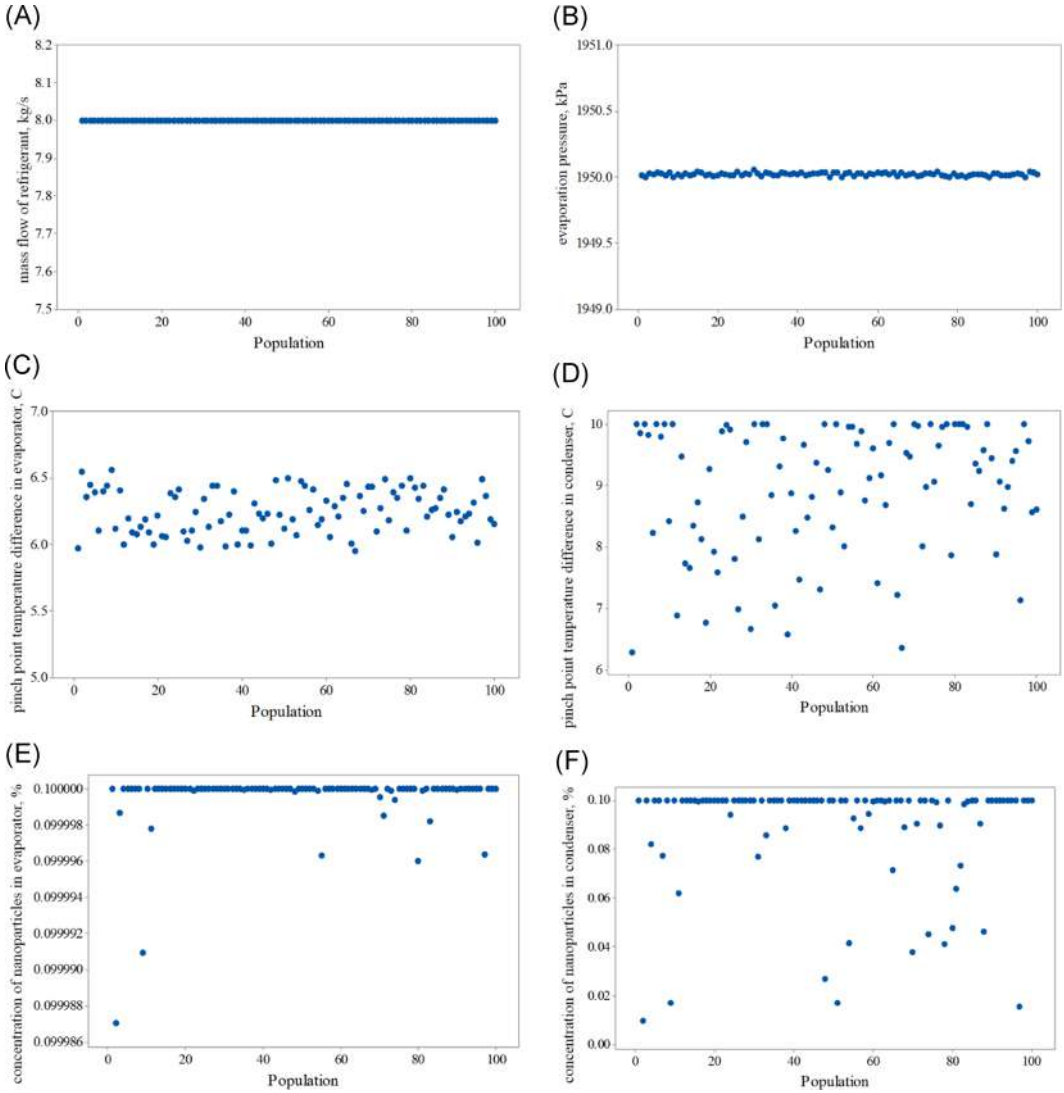 (A)
mass flow of refrigerant, kg/s
8.2
8.1
8.0
7.9
7.8
7.7
7.6
7.5
0 20 40 60 80 100
Population
(B)
evaporation pressure, kPa
1951.0
1950.5
1950.0
1949.5
1949.0
0 20 40 60 80 100
Population
(C)
pinch point temperature difference in evaporator, C
7.0
6.5
6.0
5.5
5.0
0 20 40 60 80 100
Population
(D)
pinch point temperature difference in condenser, C
10
9
8
7
6
0 20 40 60 80 100
Population
(E)
concentration of nanoparticles in evaporator, %
0.100000
0.099998
0.099996
0.099994
0.099992
0.099990
0.099988
0.099986
0 20 40 60 80 100
Population
(F)
concentration of nanoparticles in condenser, %
0.10
0.08
0.06
0.04
0.02
0.00
0 20 40 60 80 100
Population